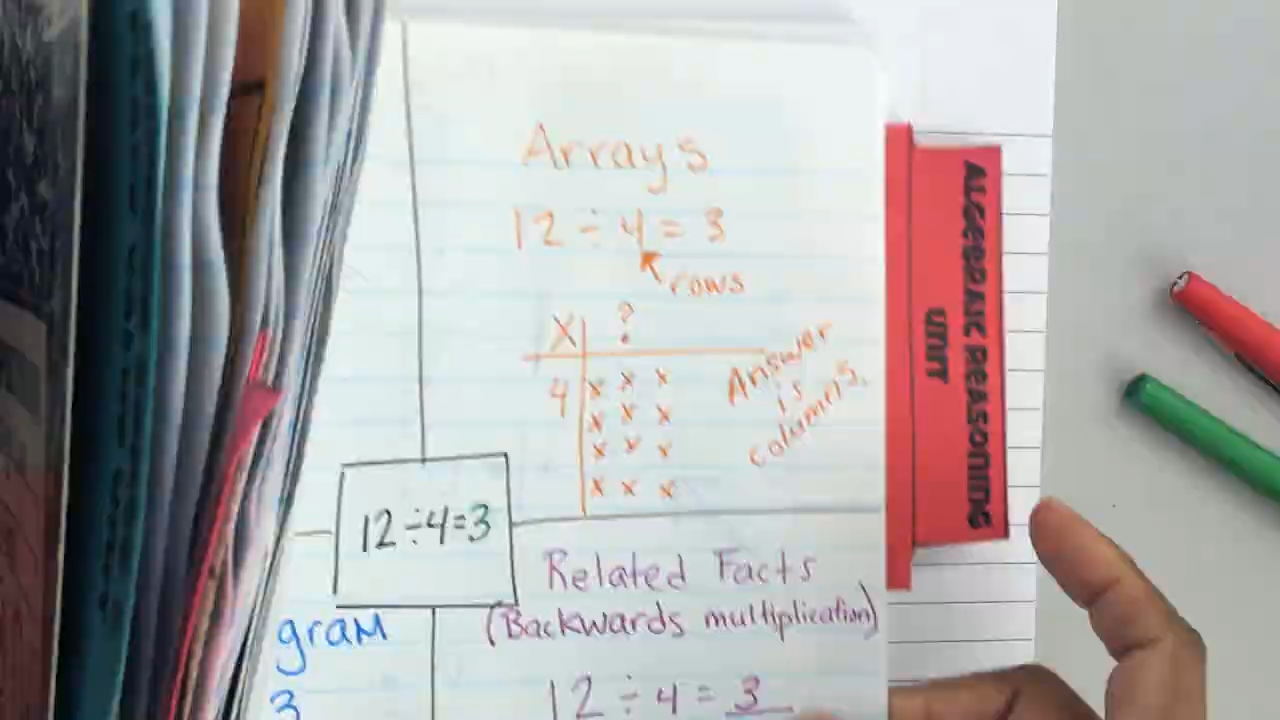 Arrays
12 ÷ 4 = 3
rows
X ?
4 x x x
x x x
x x x
x x x
Answer
is
columns.
12÷4=3
Related Facts
(Backwards multiplication)
12 ÷ 4 = 3
gram
3
ALGEBRAIC REASONING
UNIT